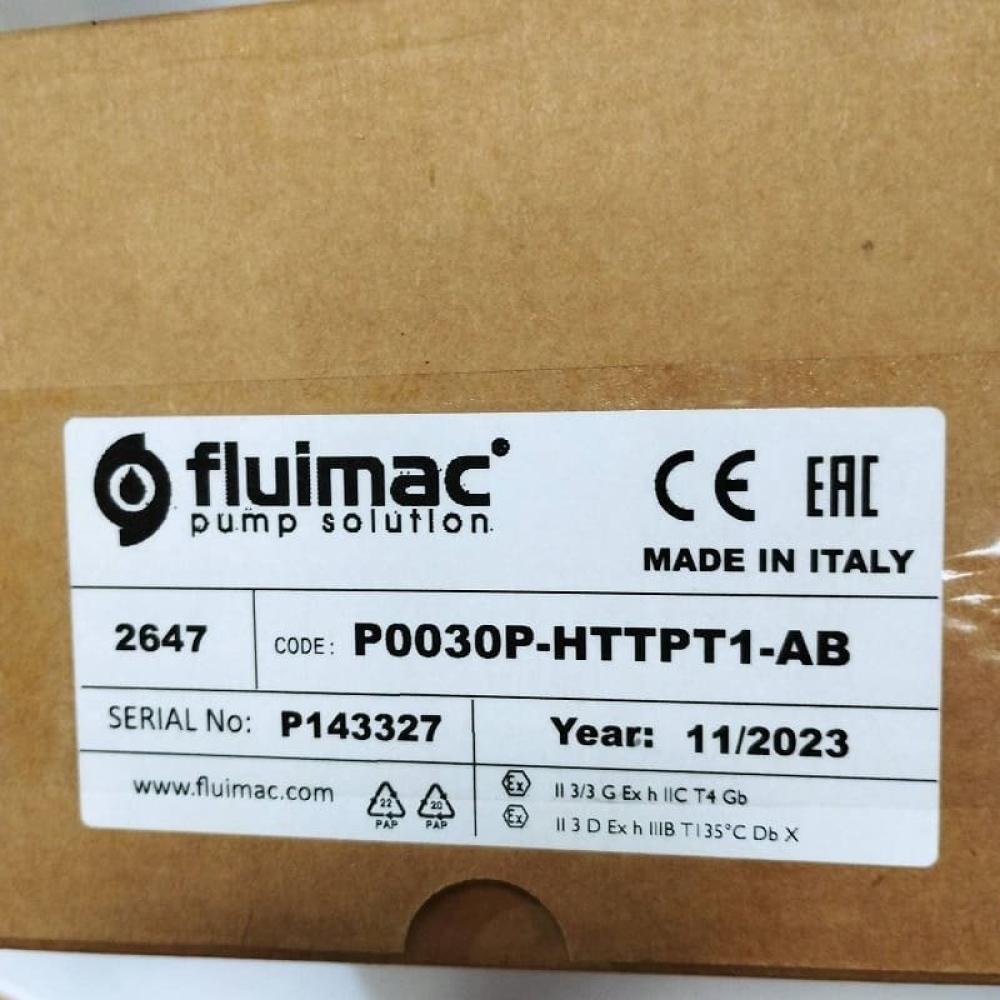 fluimac®
pump solution
CE EAC
MADE IN ITALY
2647 CODE: P0030P-HTTPT1-AB
SERIAL No: P143327 Year: 11/2023
www.fluimac.com
22 PAP
20 PAP
Ex II 3/3 G Ex h IIC T4 Gb
Ex II 3 D Ex h IIIB T135°C Db X